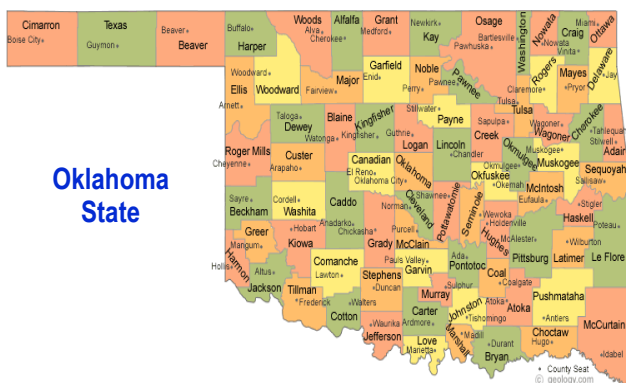 Oklahoma
State
Cimarron
Boise City
Texas
Guymon
Beaver
Beaver
Buffalo
Harper
Woods
Alva
Alfalfa
Cherokee
Grant
Medford
Newkirk
Kay
Osage
Bartlesville
Pawhuska
Washington
Nowata
Nowata
Craig
Vinita
Miami
Ottawa
Woodward
Ellis
Arnett
Woodward
Major
Fairview
Garfield
Enid
Noble
Perry
Pawnee
Pawnee
Rogers
Claremore
Mayes
Pryor
Delaware
Jay
Tulsa
Tulsa
Taloga
Dewey
Blaine
Watonga
Kingfisher
Kingfisher
Guthrie
Logan
Stillwater
Payne
Lincoln
Chandler
Creek
Sapulpa
Okmulgee
Okmulgee
Wagoner
Wagoner
Cherokee
Tahlequah
Stilwell
Adair
Muskogee
Muskogee
Roger Mills
Cheyenne
Custer
Arapaho
Canadian
El Reno
Oklahoma City
Oklahoma
Okfuskee
Okemah
McIntosh
Eufaula
Sequoyah
Sallisaw
Sayre
Beckham
Cordell
Washita
Caddo
Anadarko
Chickasha
Cleveland
Norman
Shawnee
Pottawatomie
Seminole
Wewoka
Holdenville
Hughes
McAlester
Pittsburg
Haskell
Stigler
Wilburton
Latimer
Poteau
Le Flore
Greer
Mangum
Hobart
Kiowa
Grady
Purcell
McClain
Pauls Valley
Garvin
Ada
Pontotoc
Coal
Coalgate
Hollis
Harmon
Altus
Jackson
Tillman
Frederick
Comanche
Lawton
Stephens
Duncan
Murray
Sulphur
Johnston
Tishomingo
Atoka
Atoka
Pushmataha
Antlers
McCurtain
Idabel
Cotton
Walters
Waurika
Jefferson
Carter
Ardmore
Love
Marietta
Marshall
Madill
Durant
Bryan
Choctaw
Hugo
County Seat
© geology.com